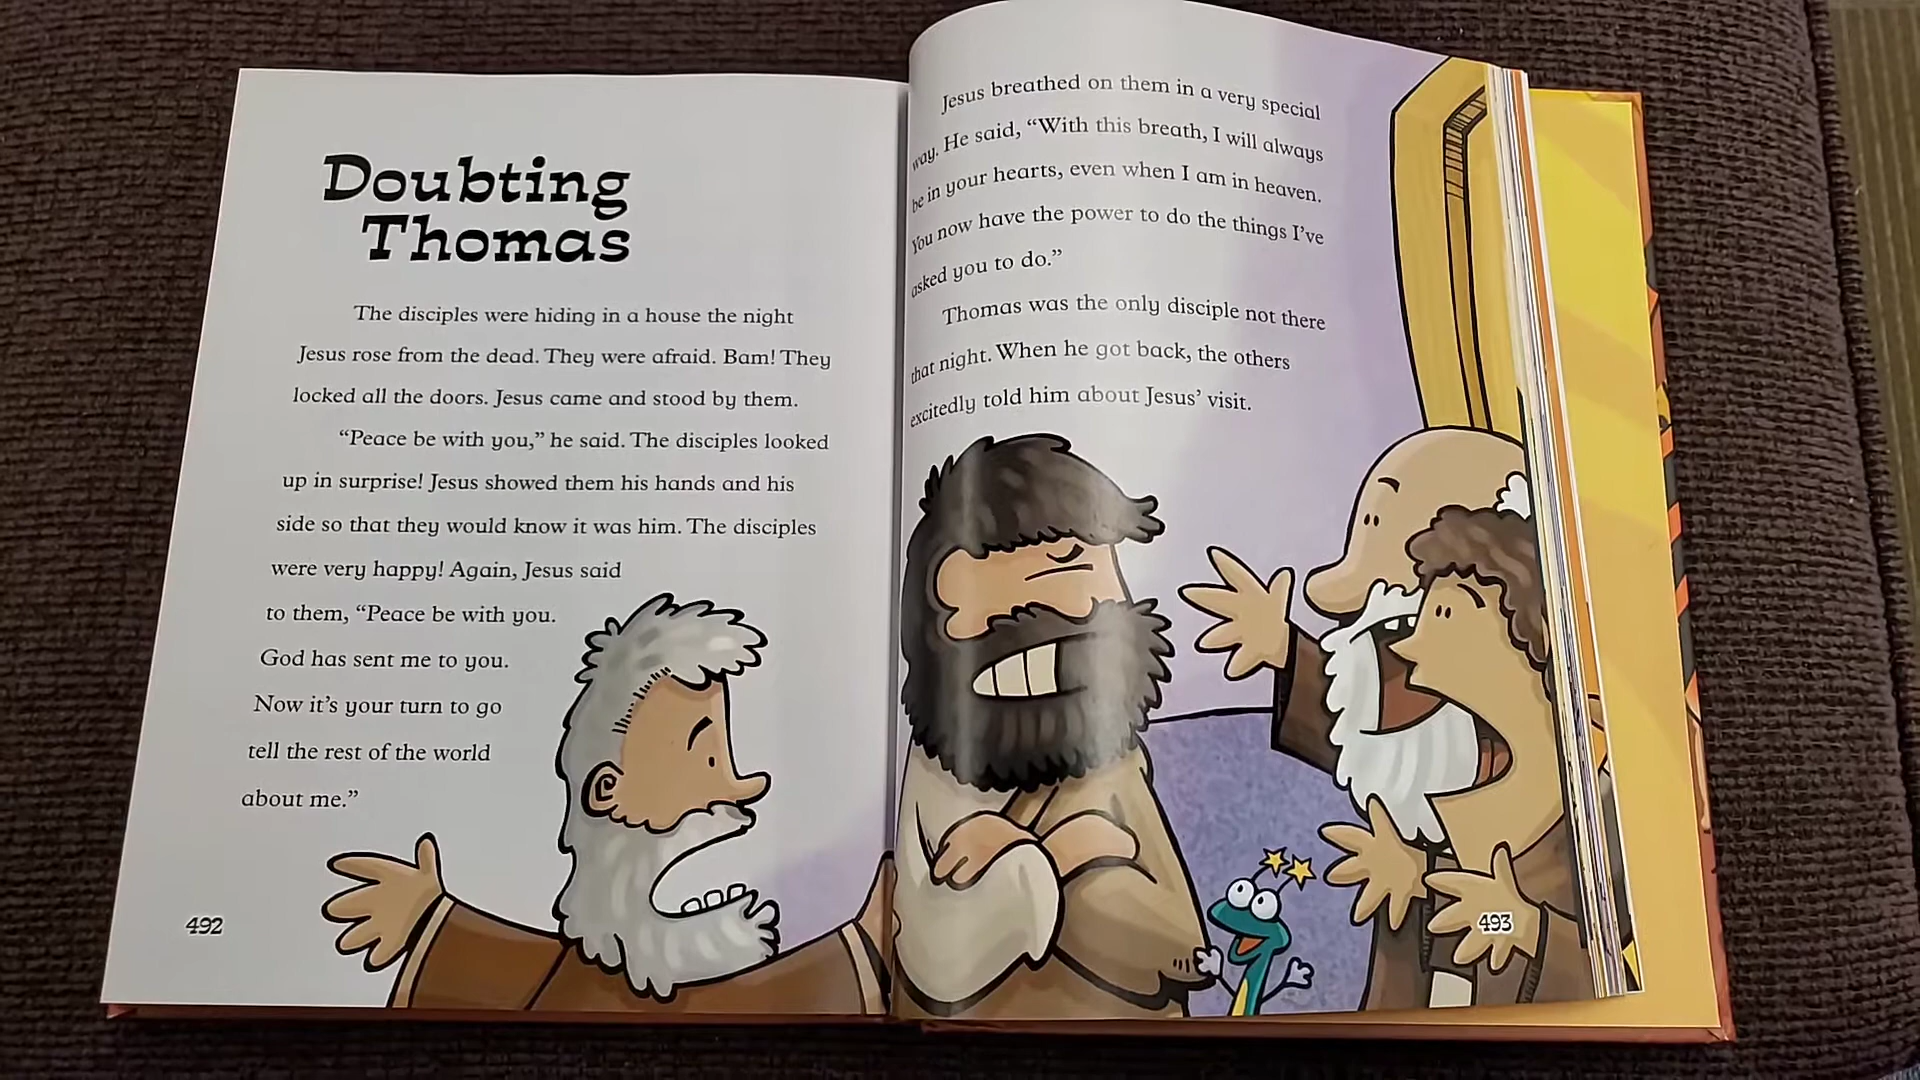 Doubting
Thomas
The disciples were hiding in a house the night
Jesus rose from the dead. They were afraid. Bam! They
locked all the doors. Jesus came and stood by them.
“Peace be with you,” he said. The disciples looked
up in surprise! Jesus showed them his hands and his
side so that they would know it was him. The disciples
were very happy! Again, Jesus said
to them, “Peace be with you.
God has sent me to you.
Now it’s your turn to go
tell the rest of the world
about me.”
492
Jesus breathed on them in a very special
way. He said, “With this breath, I will always
be in your hearts, even when I am in heaven.
You now have the power to do the things I’ve
asked you to do.”
Thomas was the only disciple not there
that night. When he got back, the others
excitedly told him about Jesus’ visit.
493